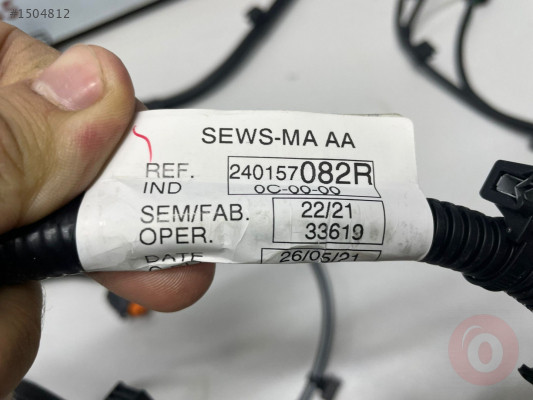 #1504812
SEWS-MA AA
REF. 240157082R
IND 0C-00-00
SEM/FAB. 22/21
OPER. 33619
DATE 26/05/21